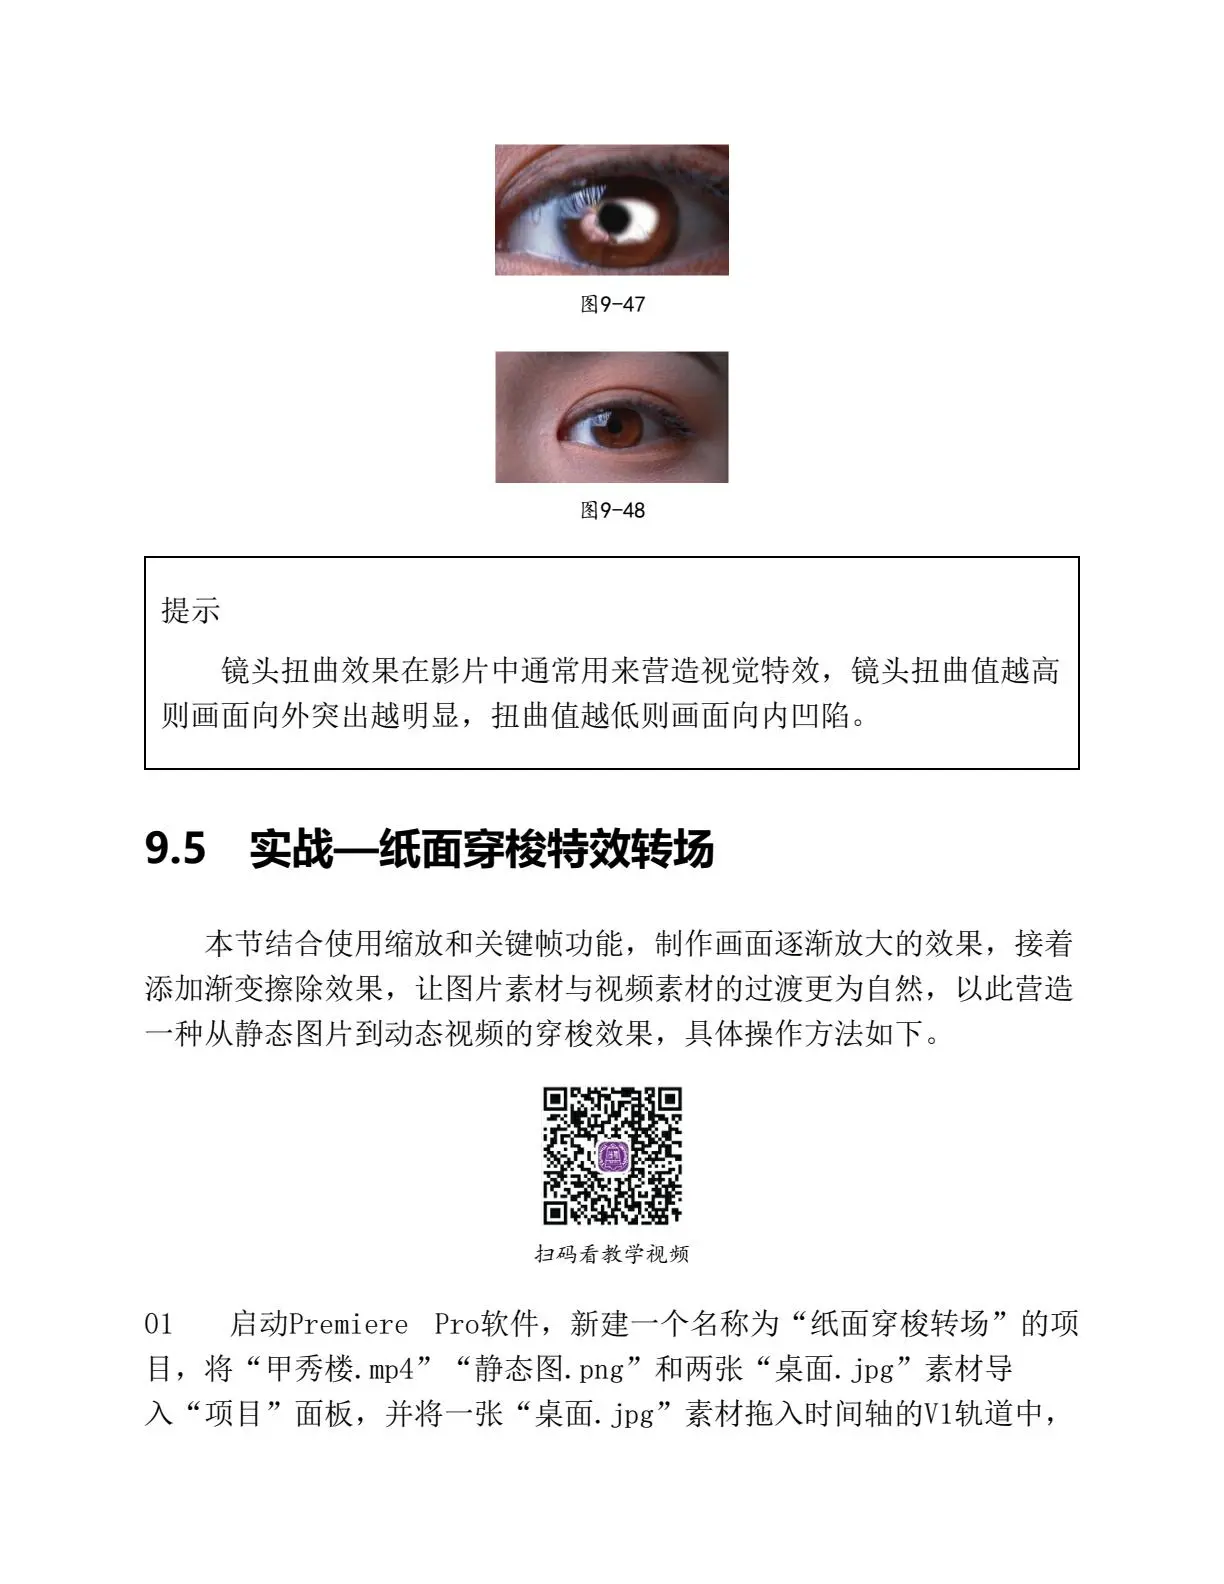 图9-47
图9-48
提示
镜头扭曲效果在影片中通常用来营造视觉特效，镜头扭曲值越高
则画面向外突出越明显，扭曲值越低则画面向内凹陷。
9.5 实战—纸面穿梭特效转场
本节结合使用缩放和关键帧功能，制作画面逐渐放大的效果，接着
添加渐变擦除效果，让图片素材与视频素材的过渡更为自然，以此营造
一种从静态图片到动态视频的穿梭效果，具体操作方法如下。
扫码看教学视频
01 启动Premiere Pro软件，新建一个名称为“纸面穿梭转场”的项
目，将“甲秀楼.mp4”“静态图.png”和两张“桌面.jpg”素材导
入“项目”面板，并将一张“桌面.jpg”素材拖入时间轴的V1轨道中，